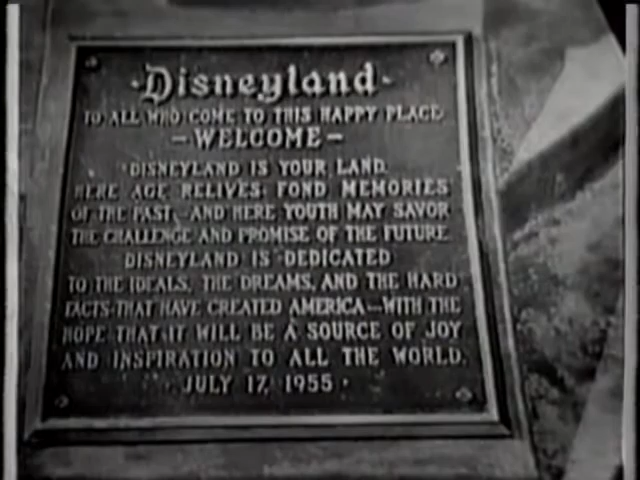 Disneyland
TO ALL WHO COME TO THIS HAPPY PLACE
-WELCOME-
DISNEYLAND IS YOUR LAND.
HERE AGE RELIVES FOND MEMORIES
OF THE PAST, AND HERE YOUTH MAY SAVOR
THE CHALLENGE AND PROMISE OF THE FUTURE.
DISNEYLAND IS DEDICATED
TO THE IDEALS, THE DREAMS, AND THE HARD
FACTS THAT HAVE CREATED AMERICA—WITH THE
HOPE THAT IT WILL BE A SOURCE OF JOY
AND INSPIRATION TO ALL THE WORLD.
JULY 17, 1955